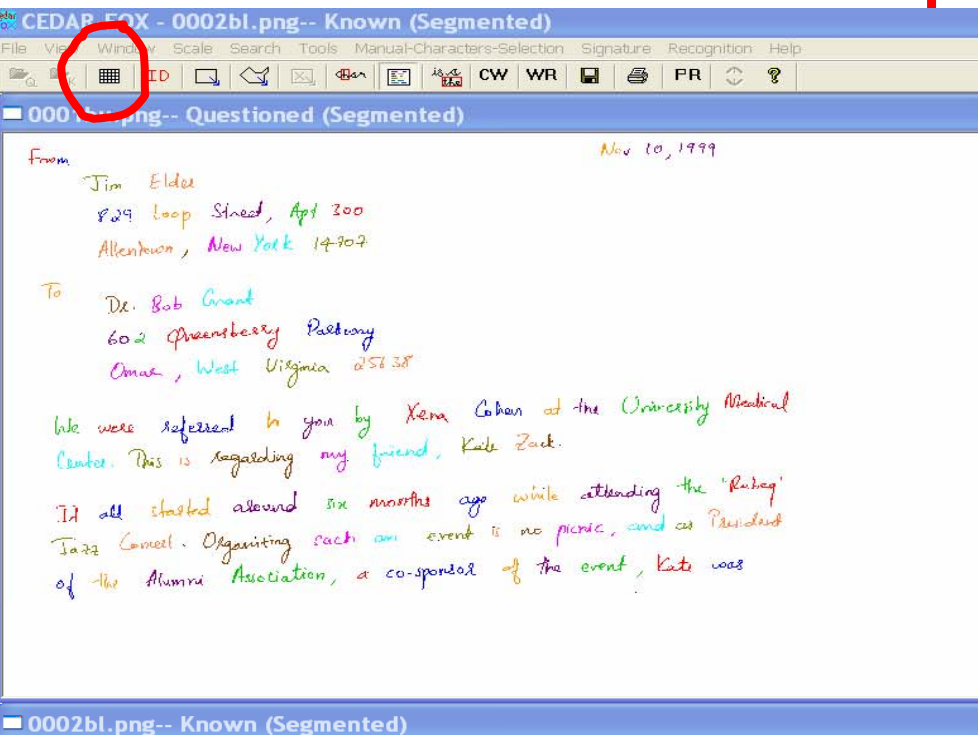 CEDAR-FOX - 0002bl.png-- Known (Segmented)
File View Window Scale Search Tools Manual-Characters-Selection Signature Recognition Help
ID CW WR PR
png-- Questioned (Segmented)
From Nov 10, 1999
Jim Elder
829 Loop Street, Apt 300
Allentown, New York 14707
To
Dr. Bob Grant
602 Queensberry Parkway
Omar, West Virginia 25638
We were referred to you by Xena Cohen at the University Medical
Center. This is regarding my friend, Kate Zack.
It all started around six months ago while attending the "Rubeq"
Jazz Concert. Organizing such an event is no picnic, and as President
of the Alumni Association, a co-sponsor of the event, Kate was
0002bl.png-- Known (Segmented)